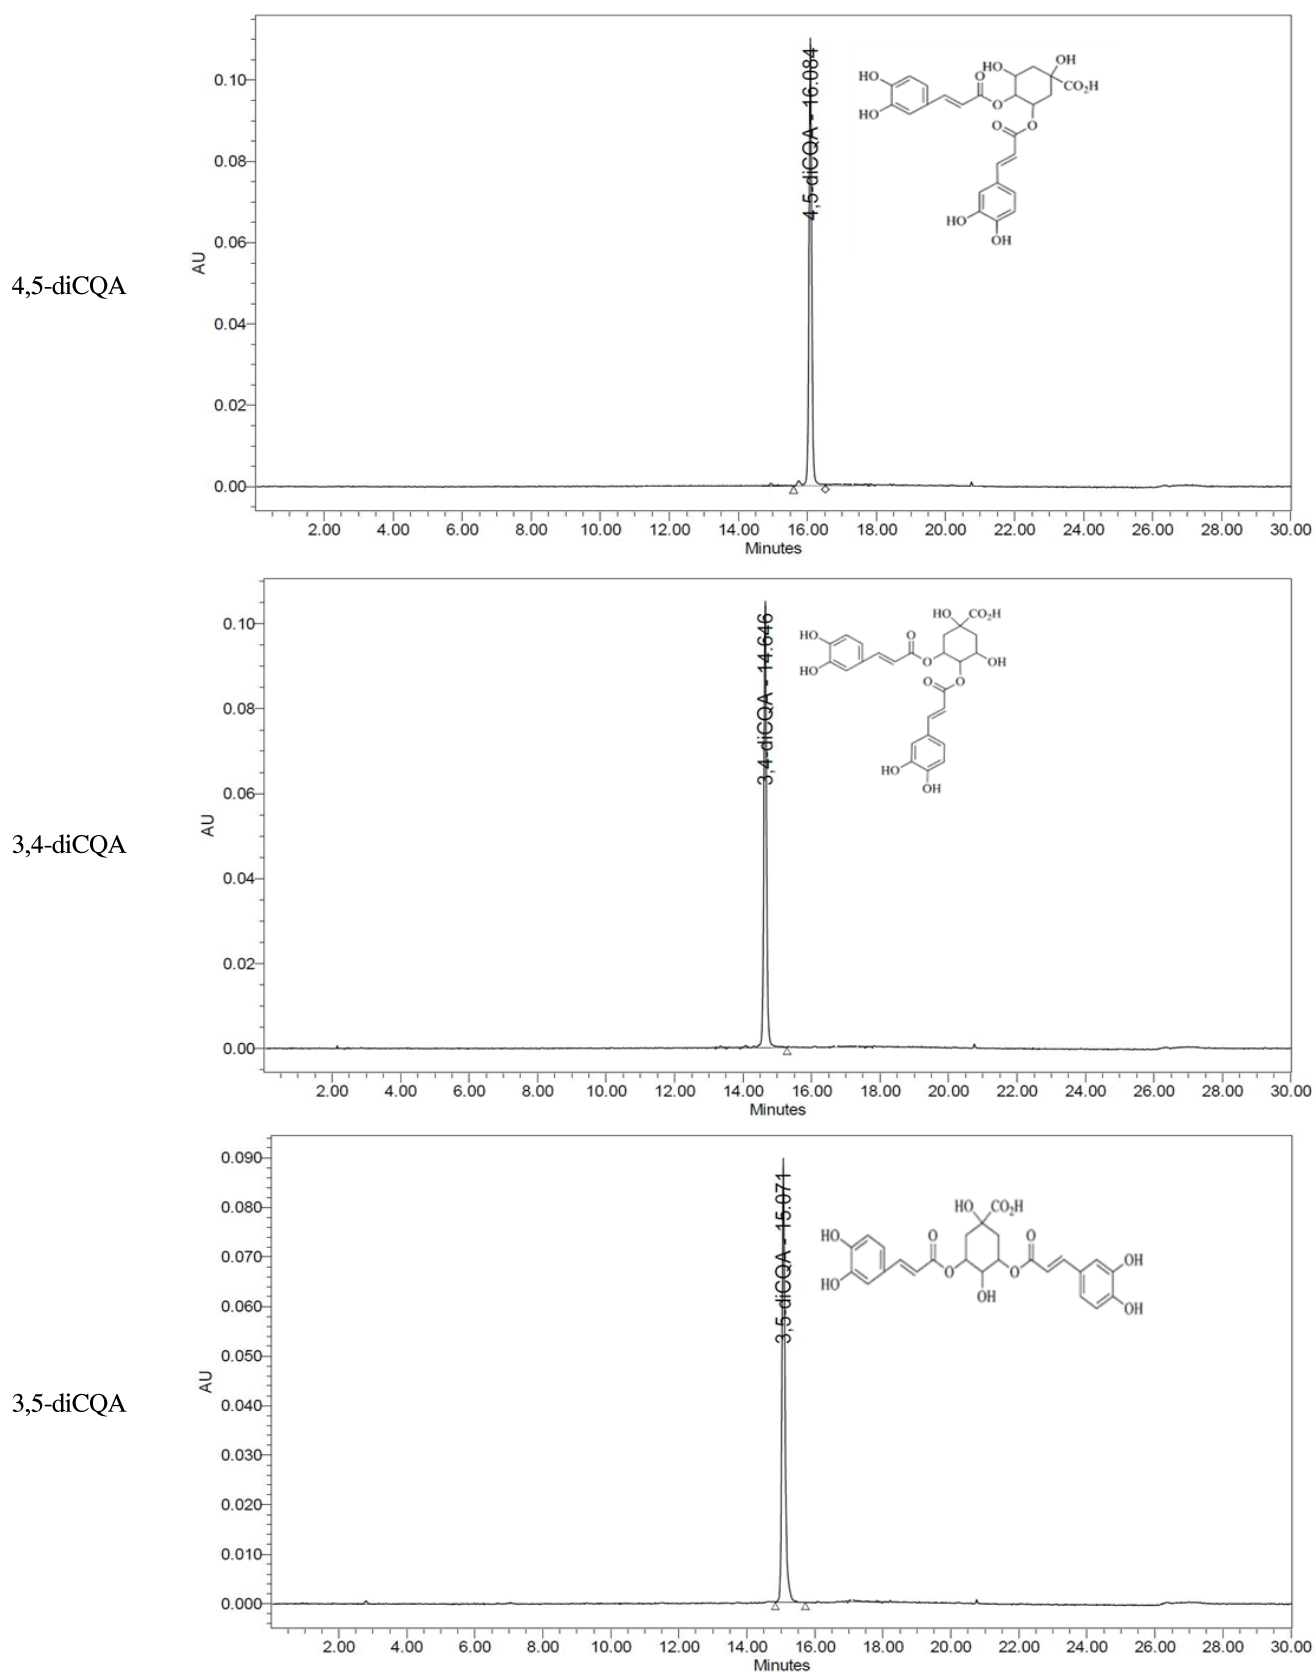 4,5-diCQA
AU
0.10
0.08
0.06
0.04
0.02
0.00
4,5-diCQA - 16.084
HO
HO
O
O
HO
OH
CO₂H
O
O
HO
OH
2.00 4.00 6.00 8.00 10.00 12.00 14.00 16.00 18.00 20.00 22.00 24.00 26.00 28.00 30.00
Minutes
3,4-diCQA
AU
0.10
0.08
0.06
0.04
0.02
0.00
3,4-diCQA - 14.646
HO
HO
O
O
HO
CO₂H
OH
O
O
HO
OH
2.00 4.00 6.00 8.00 10.00 12.00 14.00 16.00 18.00 20.00 22.00 24.00 26.00 28.00 30.00
Minutes
3,5-diCQA
AU
0.090
0.080
0.070
0.060
0.050
0.040
0.030
0.020
0.010
0.000
3,5-diCQA - 15.071
HO
HO
O
O
HO
CO₂H
OH
O
O
OH
OH
2.00 4.00 6.00 8.00 10.00 12.00 14.00 16.00 18.00 20.00 22.00 24.00 26.00 28.00 30.00
Minutes